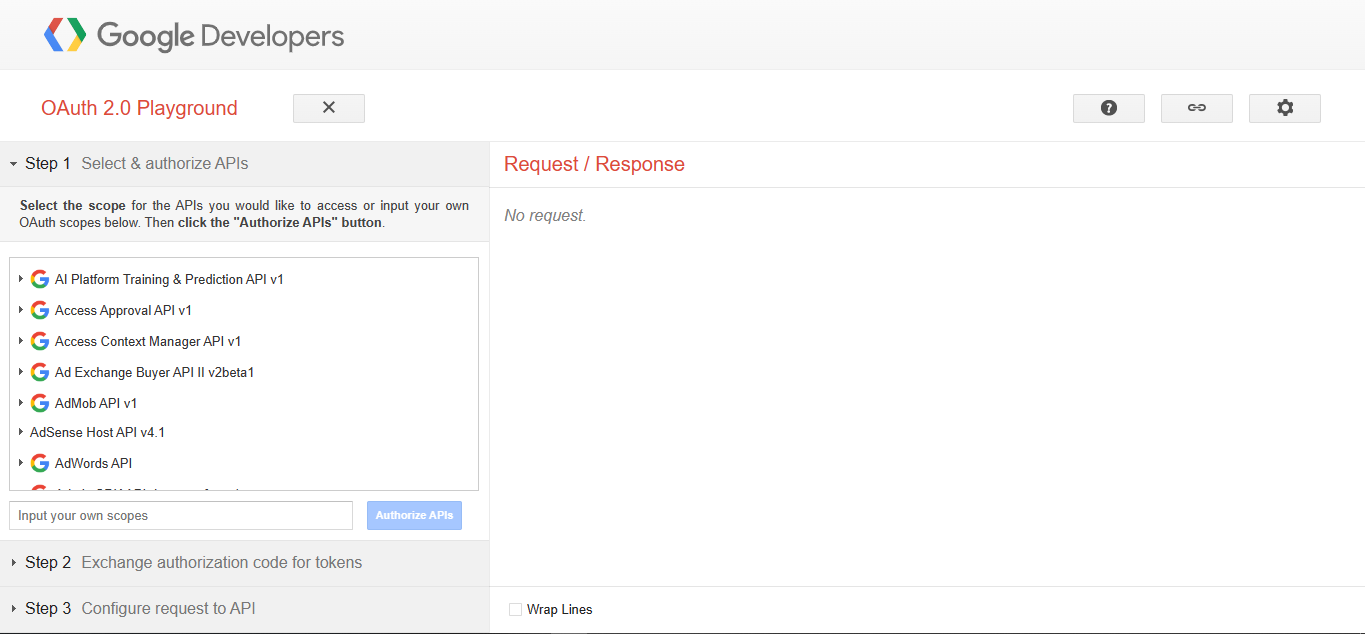 Google Developers
OAuth 2.0 Playground
Step 1 Select & authorize APIs
Select the scope for the APIs you would like to access or input your own
OAuth scopes below. Then click the "Authorize APIs" button.
AI Platform Training & Prediction API v1
Access Approval API v1
Access Context Manager API v1
Ad Exchange Buyer API II v2beta1
AdMob API v1
AdSense Host API v4.1
AdWords API
Input your own scopes
Authorize APIs
Step 2 Exchange authorization code for tokens
Step 3 Configure request to API
Request / Response
No request.
Wrap Lines